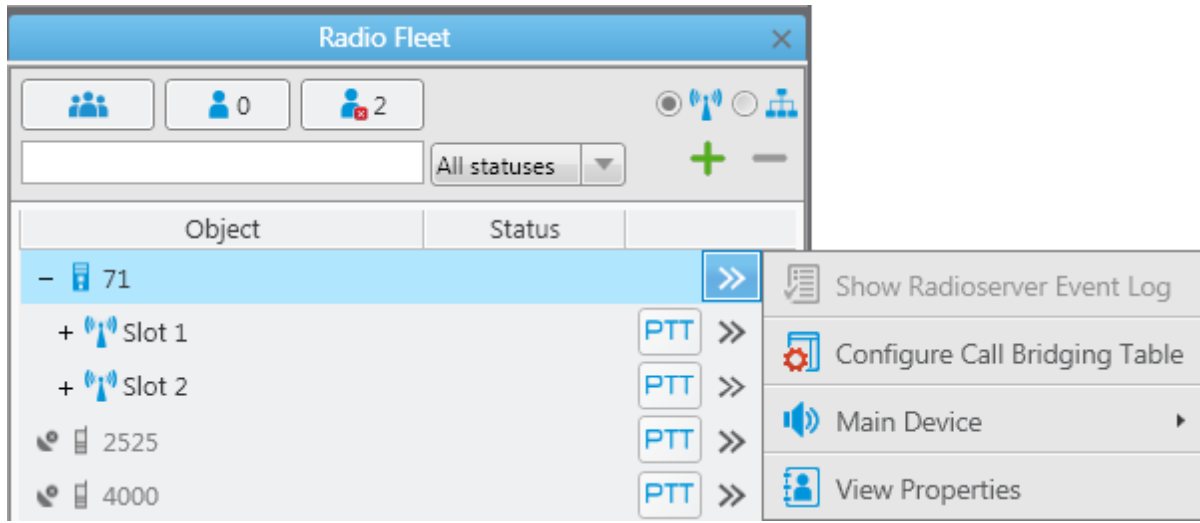 Radio Fleet
0
2
All statuses
Object Status
71
Show Radioserver Event Log
Slot 1 PTT
Configure Call Bridging Table
Slot 2 PTT
Main Device
2525 PTT
4000 PTT
View Properties